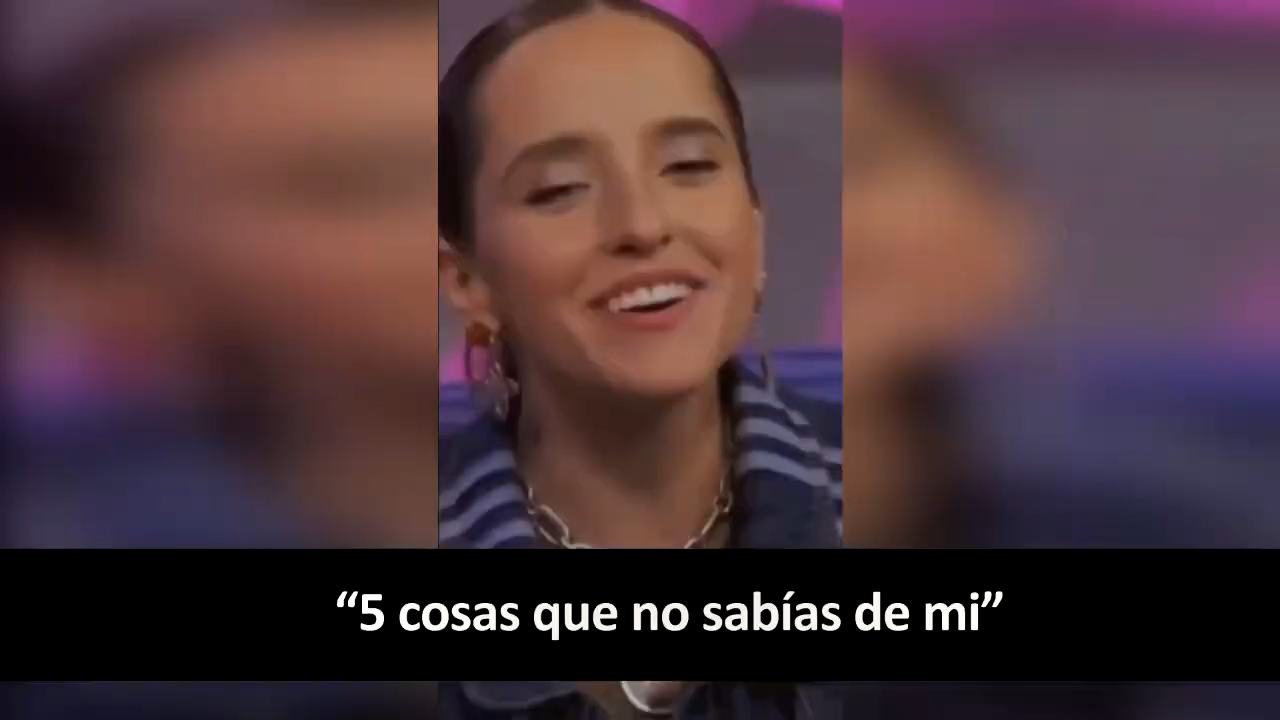 “5 cosas que no sabías de mi”